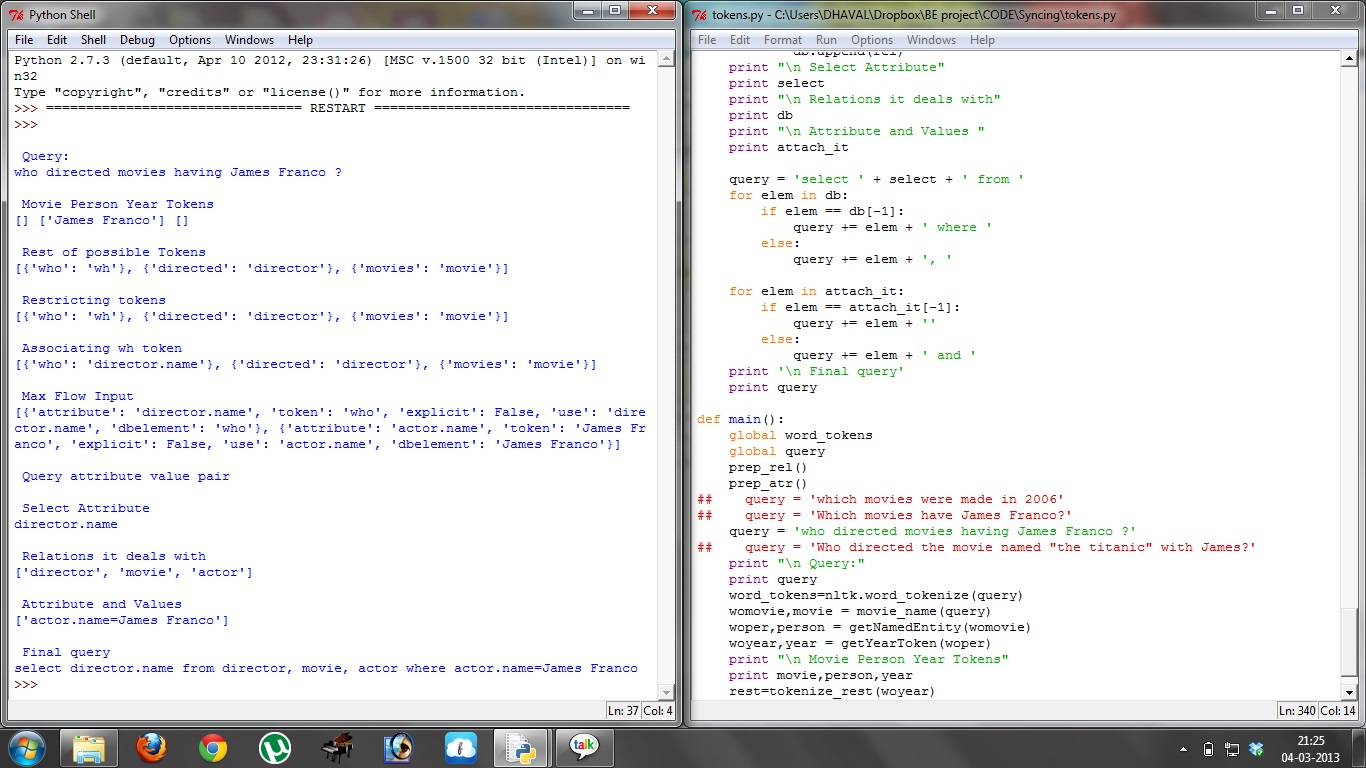 Python Shell
File Edit Shell Debug Options Windows Help
Python 2.7.3 (default, Apr 10 2012, 23:31:26) [MSC v.1500 32 bit (Intel)] on wi
n32
Type "copyright", "credits" or "license()" for more information.
>>> ================================ RESTART ================================
>>>
Query:
who directed movies having James Franco ?
Movie Person Year Tokens
[] ['James Franco'] []
Rest of possible Tokens
[{'who': 'wh'}, {'directed': 'director'}, {'movies': 'movie'}]
Restricting tokens
[{'who': 'wh'}, {'directed': 'director'}, {'movies': 'movie'}]
Associating wh token
[{'who': 'director.name'}, {'directed': 'director'}, {'movies': 'movie'}]
Max Flow Input
[{'attribute': 'director.name', 'token': 'who', 'explicit': False, 'use': 'dire
ctor.name', 'dbelement': 'who'}, {'attribute': 'actor.name', 'token': 'James Fr
anco', 'explicit': False, 'use': 'actor.name', 'dbelement': 'James Franco'}]
Query attribute value pair
Select Attribute
director.name
Relations it deals with
['director', 'movie', 'actor']
Attribute and Values
['actor.name=James Franco']
Final query
select director.name from director, movie, actor where actor.name=James Franco
>>>
Ln: 37 Col: 4
tokens.py - C:\Users\DHAVAL\Dropbox\BE project\CODE\Syncing\tokens.py
File Edit Format Run Options Windows Help
db.append(rel)
print "\n Select Attribute"
print select
print "\n Relations it deals with"
print db
print "\n Attribute and Values "
print attach_it
query = 'select ' + select + ' from '
for elem in db:
if elem == db[-1]:
query += elem + ' where '
else:
query += elem + ', '
for elem in attach_it:
if elem == attach_it[-1]:
query += elem + ''
else:
query += elem + ' and '
print '\n Final query'
print query
def main():
global word_tokens
global query
prep_rel()
prep_atr()
## query = 'which movies were made in 2006'
## query = 'Which movies have James Franco?'
query = 'who directed movies having James Franco ?'
## query = 'Who directed the movie named "the titanic" with James?'
print "\n Query:"
print query
word_tokens=nltk.word_tokenize(query)
womovie,movie = movie_name(query)
woper,person = getNamedEntity(womovie)
woyear,year = getYearToken(woper)
print "\n Movie Person Year Tokens"
print movie,person,year
rest=tokenize_rest(woyear)
Ln: 340 Col: 14
talk
21:25
04-03-2013